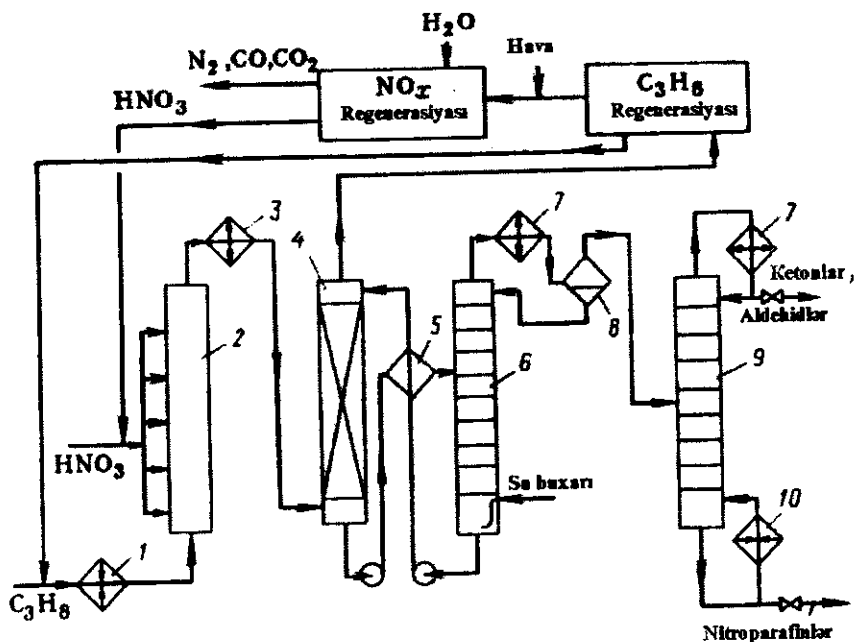 H₂O
Hava
N₂,CO,CO₂
NOx
Regenerasiyası
C₃H₈
Regenerasiyası
HNO₃
3
7
7
4
Ketonlar,
Aldehidlər
2
5
8
6
9
HNO₃
Su buxarı
10
1
C₃H₈
Nitroparafinlər